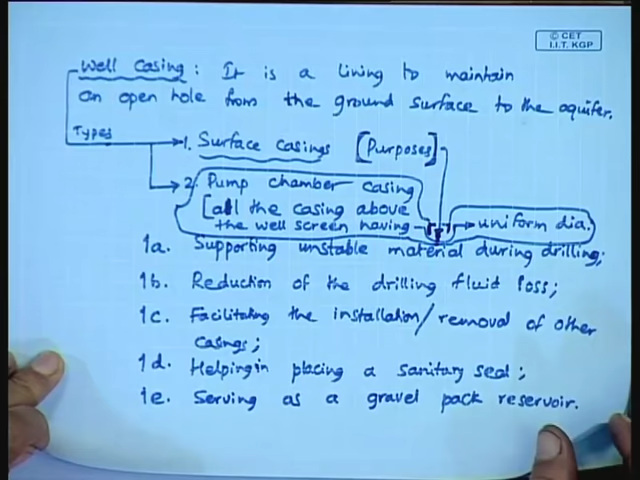 © CET
I.I.T. KGP
Well Casing : It is a lining to maintain
an open hole from the ground surface to the aquifer.
Types
1. Surface casings [Purposes]
2. Pump chamber casing
[all the casing above
the well screen having → uniform dia.
1a. Supporting unstable material during drilling;
1b. Reduction of the drilling fluid loss;
1c. Facilitating the installation/removal of other
casings;
1d. Helping in placing a sanitary seal;
1e. Serving as a gravel pack reservoir.